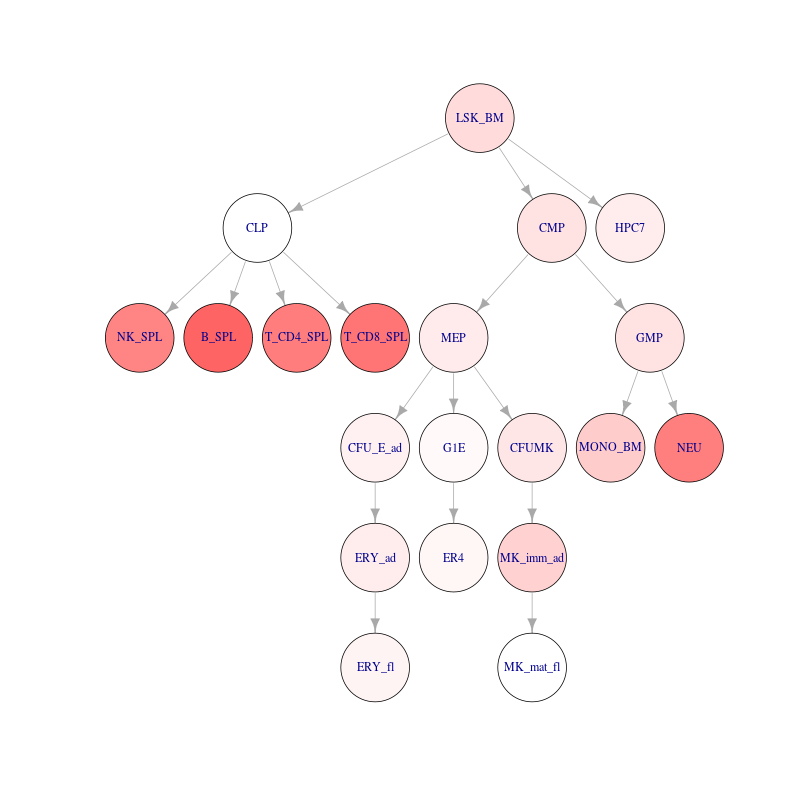 LSK_BM
CLP
CMP
HPC7
NK_SPL
B_SPL
T_CD4_SPL
T_CD8_SPL
MEP
GMP
CFU_E_ad
G1E
CFUMK
MONO_BM
NEU
ERY_ad
ER4
MK_imm_ad
ERY_fl
MK_mat_fl